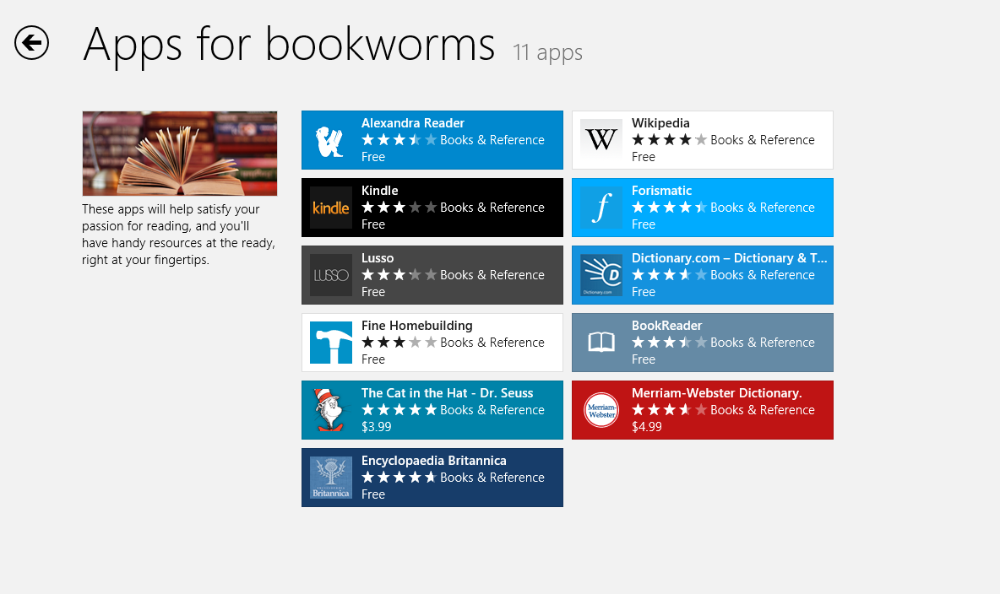 Apps for bookworms 11 apps
These apps will help satisfy your
passion for reading, and you'll
have handy resources at the ready,
right at your fingertips.
Alexandra Reader
Books & Reference
Free
W
Wikipedia
Books & Reference
Free
kindle
Kindle
Books & Reference
Free
f
Forismatic
Books & Reference
Free
LUSSO
Lusso
Books & Reference
Free
D
Dictionary.com
Dictionary.com – Dictionary & T...
Books & Reference
Free
Fine Homebuilding
Books & Reference
Free
BookReader
Books & Reference
Free
The Cat in the Hat - Dr. Seuss
Books & Reference
$3.99
Merriam-
Webster
Merriam-Webster Dictionary.
Books & Reference
$4.99
ENCYCLOPÆDIA
Britannica
Encyclopaedia Britannica
Books & Reference
Free